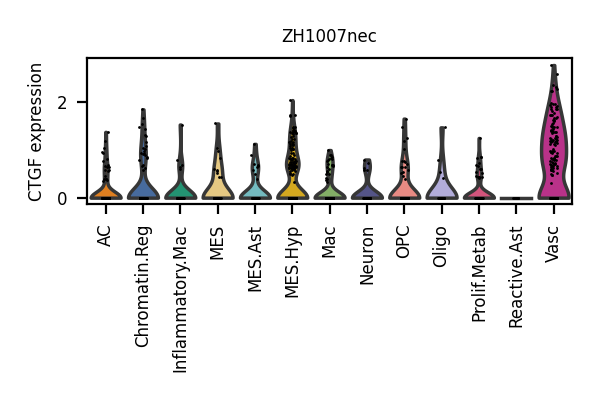 ZH1007nec
CTGF expression
2
0
AC
Chromatin.Reg
Inflammatory.Mac
MES
MES.Ast
MES.Hyp
Mac
Neuron
OPC
Oligo
Prolif.Metab
Reactive.Ast
Vasc